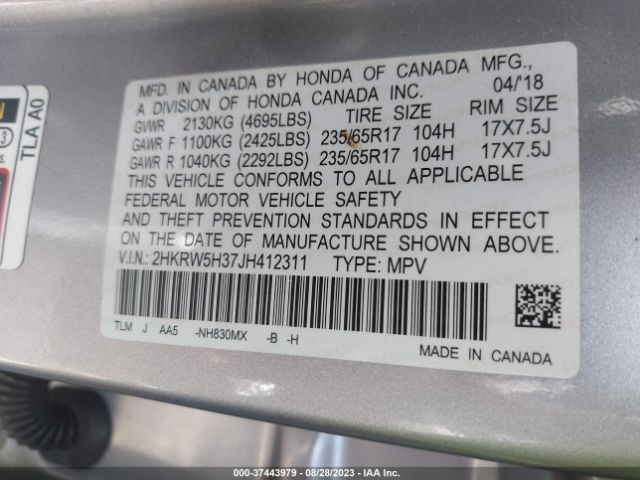 MFD. IN CANADA BY HONDA OF CANADA MFG.,
A DIVISION OF HONDA CANADA INC. 04/'18
GVWR 2130KG (4695LBS) TIRE SIZE RIM SIZE
GAWR F 1100KG (2425LBS) 235/65R17 104H 17X7.5J
GAWR R 1040KG (2292LBS) 235/65R17 104H 17X7.5J
THIS VEHICLE CONFORMS TO ALL APPLICABLE
FEDERAL MOTOR VEHICLE SAFETY
AND THEFT PREVENTION STANDARDS IN EFFECT
ON THE DATE OF MANUFACTURE SHOWN ABOVE.
V.I.N.: 2HKRW5H37JH412311 TYPE: MPV
TLM J AA5 -NH830MX -B -H
MADE IN CANADA
TLA A0
3
000-37443979 - 08/28/2023 - IAA Inc.